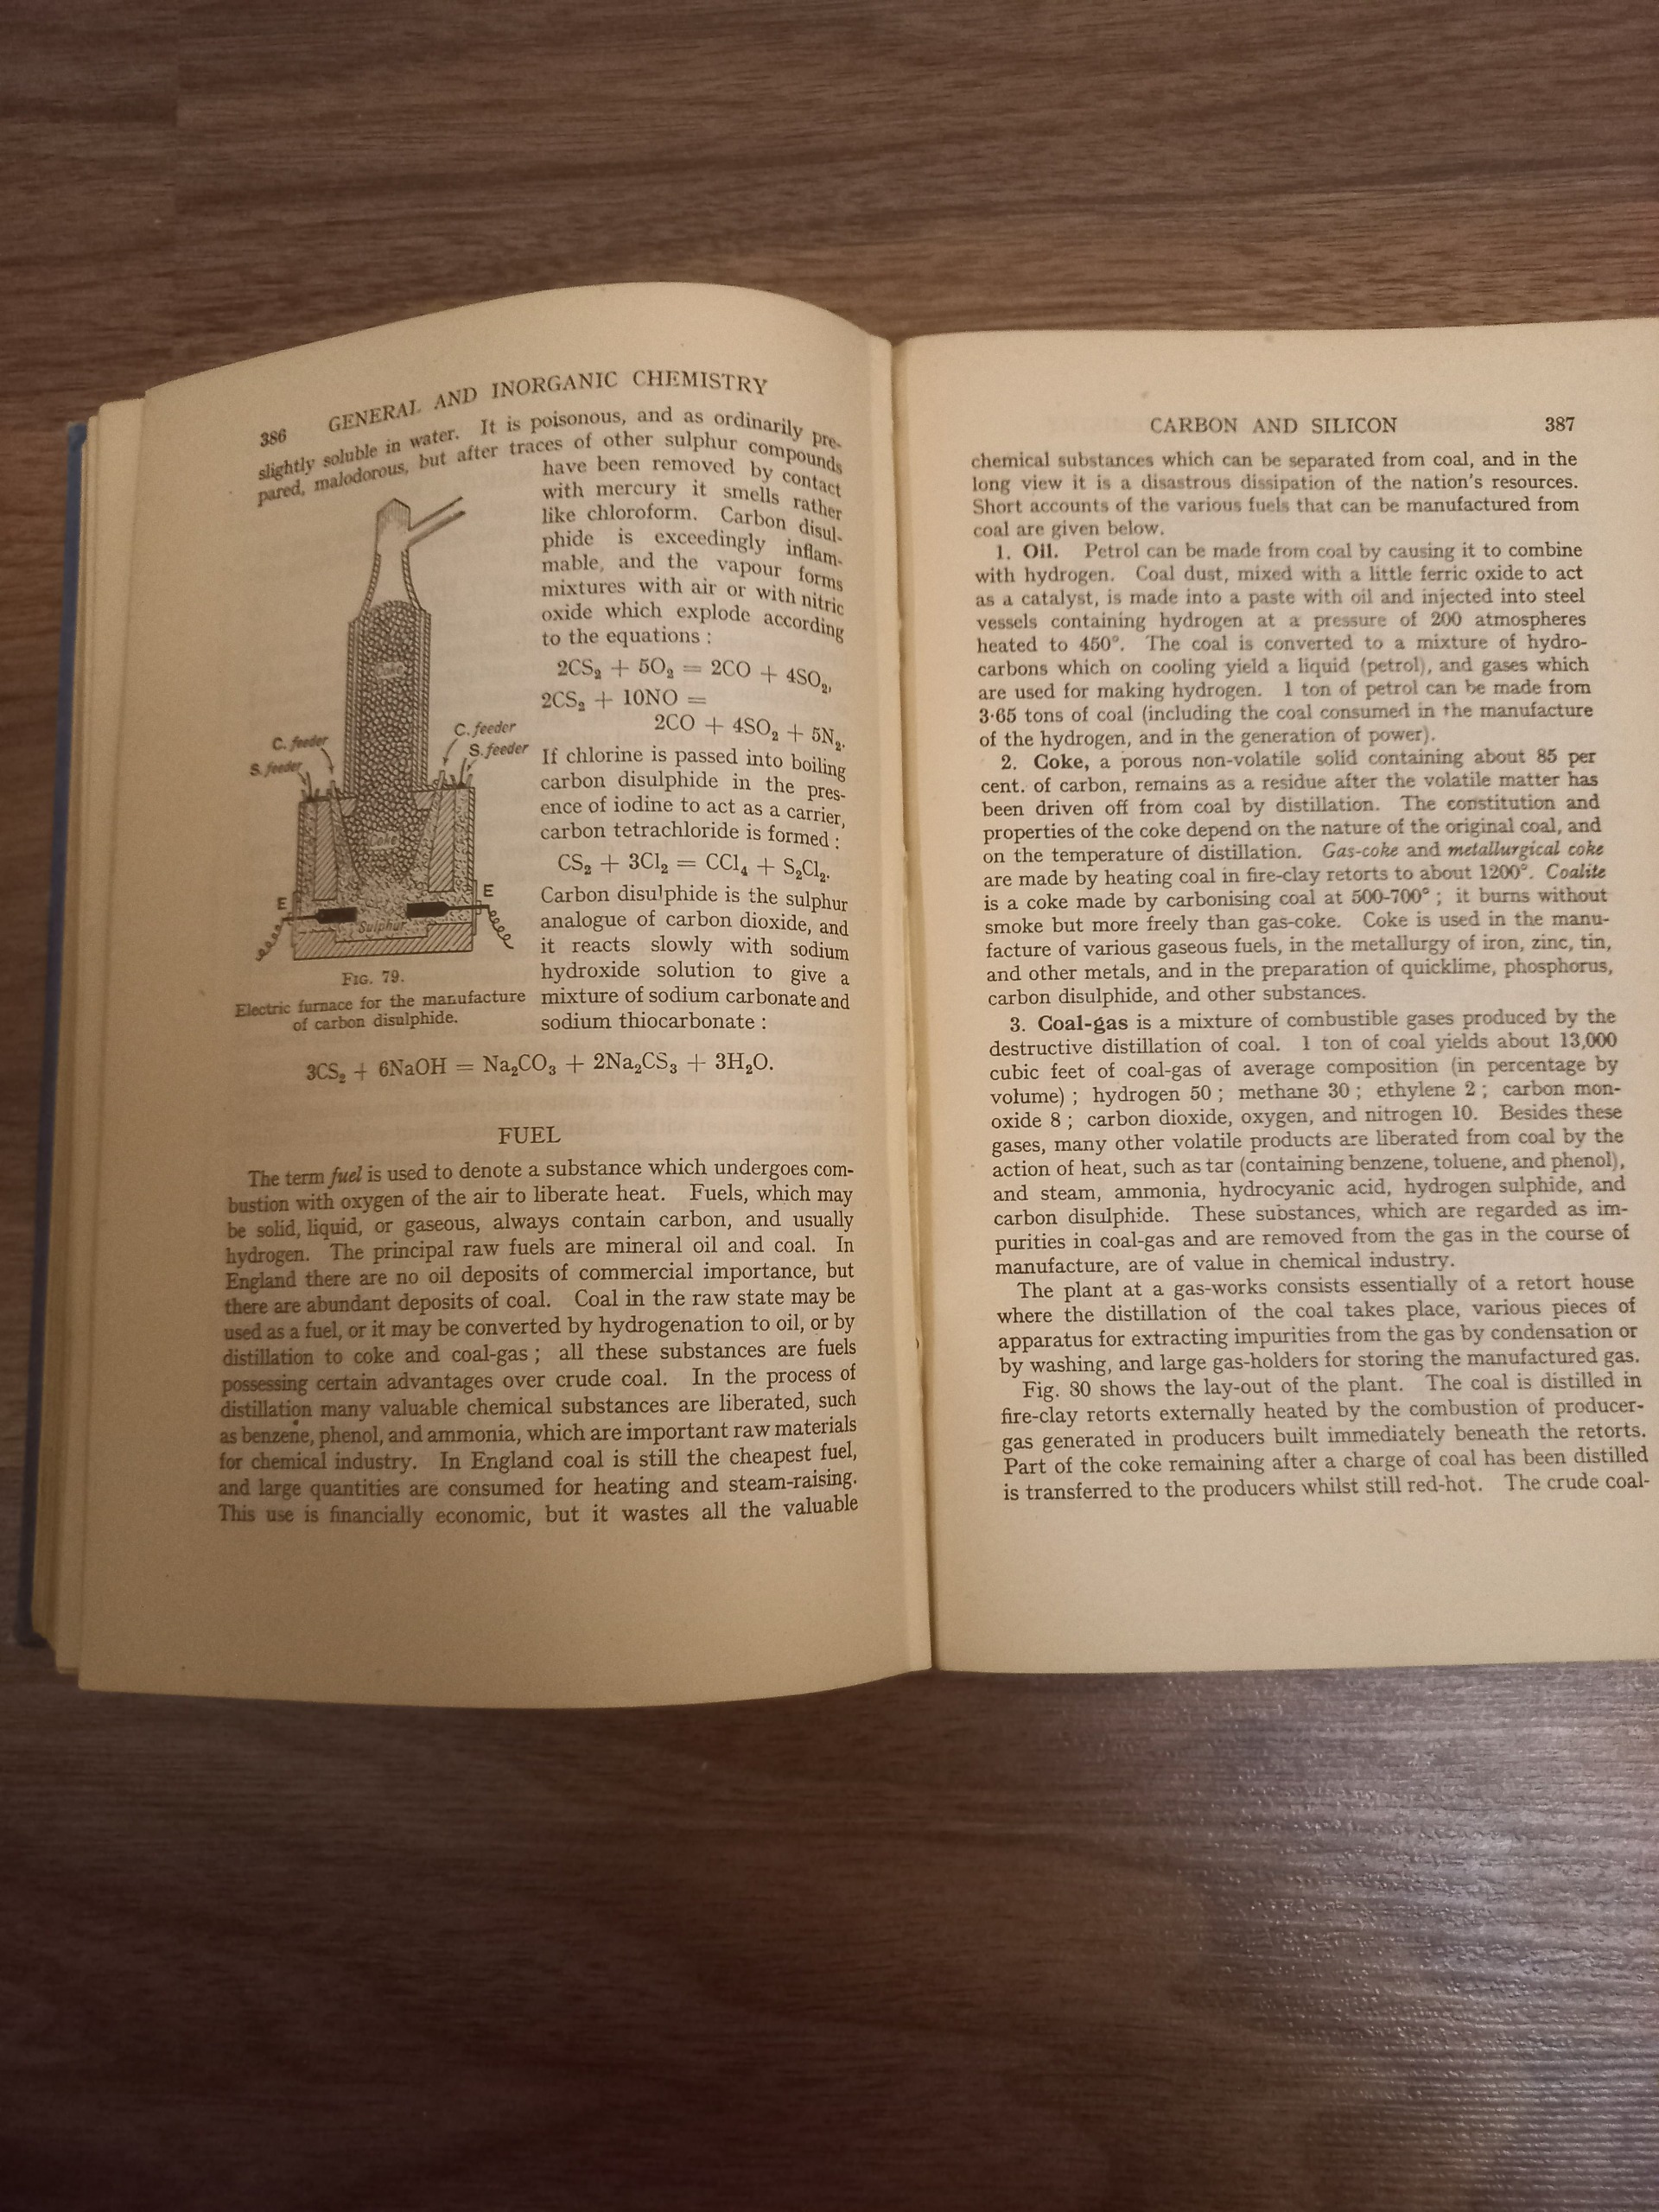 386 GENERAL AND INORGANIC CHEMISTRY
slightly soluble in water. It is poisonous, and as ordinarily pre-
pared, malodorous, but after traces of other sulphur compounds
have been removed by contact
with mercury it smells rather
like chloroform. Carbon disul-
phide is exceedingly inflam-
mable, and the vapour forms
mixtures with air or with nitric
oxide which explode according
to the equations :
2CS₂ + 5O₂ = 2CO + 4SO₂,
2CS₂ + 10NO =
2CO + 4SO₂ + 5N₂.
If chlorine is passed into boiling
carbon disulphide in the pres-
ence of iodine to act as a carrier,
carbon tetrachloride is formed :
CS₂ + 3Cl₂ = CCl₄ + S₂Cl₂.
Carbon disulphide is the sulphur
analogue of carbon dioxide, and
it reacts slowly with sodium
hydroxide solution to give a
mixture of sodium carbonate and
sodium thiocarbonate :
Coke
C. feeder
S. feeder
C. feeder
S. feeder
Coke
E
E
Sulphur
FIG. 79.
Electric furnace for the manufacture
of carbon disulphide.
3CS₂ + 6NaOH = Na₂CO₃ + 2Na₂CS₃ + 3H₂O.
FUEL
The term fuel is used to denote a substance which undergoes com-
bustion with oxygen of the air to liberate heat. Fuels, which may
be solid, liquid, or gaseous, always contain carbon, and usually
hydrogen. The principal raw fuels are mineral oil and coal. In
England there are no oil deposits of commercial importance, but
there are abundant deposits of coal. Coal in the raw state may be
used as a fuel, or it may be converted by hydrogenation to oil, or by
distillation to coke and coal-gas ; all these substances are fuels
possessing certain advantages over crude coal. In the process of
distillation many valuable chemical substances are liberated, such
as benzene, phenol, and ammonia, which are important raw materials
for chemical industry. In England coal is still the cheapest fuel,
and large quantities are consumed for heating and steam-raising.
This use is financially economic, but it wastes all the valuable
CARBON AND SILICON 387
chemical substances which can be separated from coal, and in the
long view it is a disastrous dissipation of the nation's resources.
Short accounts of the various fuels that can be manufactured from
coal are given below.
1. Oil. Petrol can be made from coal by causing it to combine
with hydrogen. Coal dust, mixed with a little ferric oxide to act
as a catalyst, is made into a paste with oil and injected into steel
vessels containing hydrogen at a pressure of 200 atmospheres
heated to 450°. The coal is converted to a mixture of hydro-
carbons which on cooling yield a liquid (petrol), and gases which
are used for making hydrogen. 1 ton of petrol can be made from
3·65 tons of coal (including the coal consumed in the manufacture
of the hydrogen, and in the generation of power).
2. Coke, a porous non-volatile solid containing about 85 per
cent. of carbon, remains as a residue after the volatile matter has
been driven off from coal by distillation. The constitution and
properties of the coke depend on the nature of the original coal, and
on the temperature of distillation. Gas-coke and metallurgical coke
are made by heating coal in fire-clay retorts to about 1200°. Coalite
is a coke made by carbonising coal at 500-700° ; it burns without
smoke but more freely than gas-coke. Coke is used in the manu-
facture of various gaseous fuels, in the metallurgy of iron, zinc, tin,
and other metals, and in the preparation of quicklime, phosphorus,
carbon disulphide, and other substances.
3. Coal-gas is a mixture of combustible gases produced by the
destructive distillation of coal. 1 ton of coal yields about 13,000
cubic feet of coal-gas of average composition (in percentage by
volume) ; hydrogen 50 ; methane 30 ; ethylene 2 ; carbon mon-
oxide 8 ; carbon dioxide, oxygen, and nitrogen 10. Besides these
gases, many other volatile products are liberated from coal by the
action of heat, such as tar (containing benzene, toluene, and phenol),
and steam, ammonia, hydrocyanic acid, hydrogen sulphide, and
carbon disulphide. These substances, which are regarded as im-
purities in coal-gas and are removed from the gas in the course of
manufacture, are of value in chemical industry.
The plant at a gas-works consists essentially of a retort house
where the distillation of the coal takes place, various pieces of
apparatus for extracting impurities from the gas by condensation or
by washing, and large gas-holders for storing the manufactured gas.
Fig. 80 shows the lay-out of the plant. The coal is distilled in
fire-clay retorts externally heated by the combustion of producer-
gas generated in producers built immediately beneath the retorts.
Part of the coke remaining after a charge of coal has been distilled
is transferred to the producers whilst still red-hot. The crude coal-